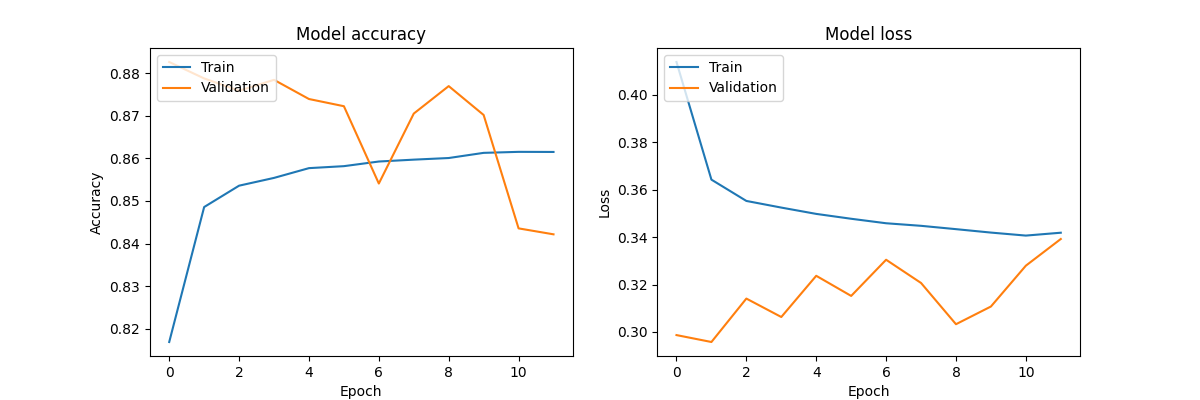 Model accuracy
Train
Validation
0.88
0.87
0.86
0.85
0.84
0.83
0.82
Accuracy
0 2 4 6 8 10
Epoch
Model loss
Train
Validation
0.40
0.38
0.36
0.34
0.32
0.30
Loss
0 2 4 6 8 10
Epoch